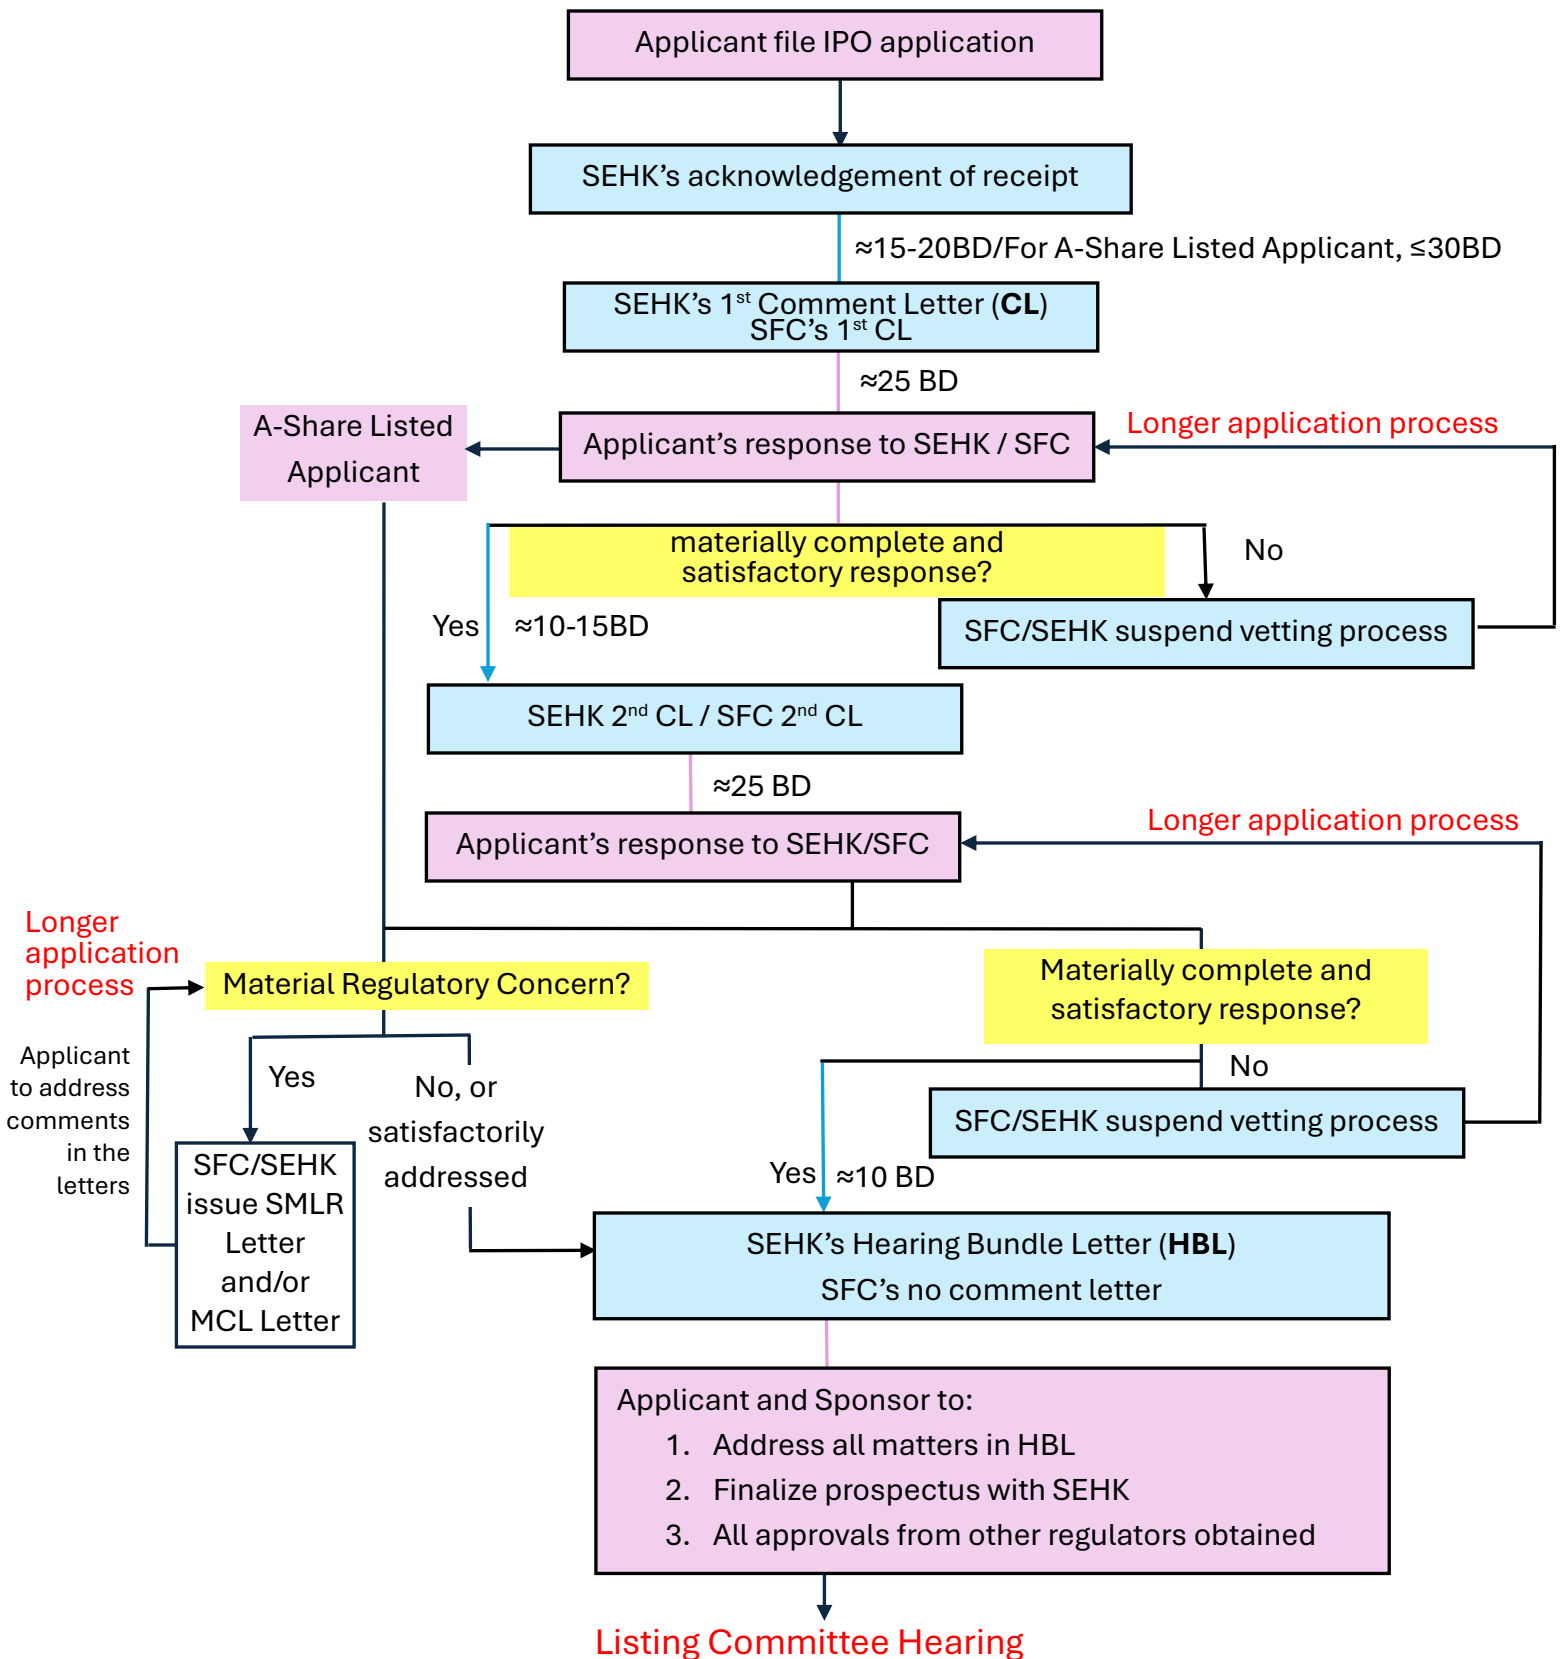 Applicant file IPO application
SEHK’s acknowledgement of receipt
≈15-20BD/For A-Share Listed Applicant, ≤30BD
SEHK’s 1st Comment Letter (CL)
SFC’s 1st CL
≈25 BD
A-Share Listed
Applicant
Applicant’s response to SEHK / SFC
Longer application process
materially complete and
satisfactory response?
No
Yes
≈10-15BD
SFC/SEHK suspend vetting process
SEHK 2nd CL / SFC 2nd CL
≈25 BD
Applicant’s response to SEHK/SFC
Longer application process
Longer
application
process
Material Regulatory Concern?
Materially complete and
satisfactory response?
Applicant
to address
comments
in the
letters
Yes
No, or
satisfactorily
addressed
No
SFC/SEHK suspend vetting process
SFC/SEHK
issue SMLR
Letter
and/or
MCL Letter
Yes
≈10 BD
SEHK’s Hearing Bundle Letter (HBL)
SFC’s no comment letter
Applicant and Sponsor to:
1. Address all matters in HBL
2. Finalize prospectus with SEHK
3. All approvals from other regulators obtained
Listing Committee Hearing